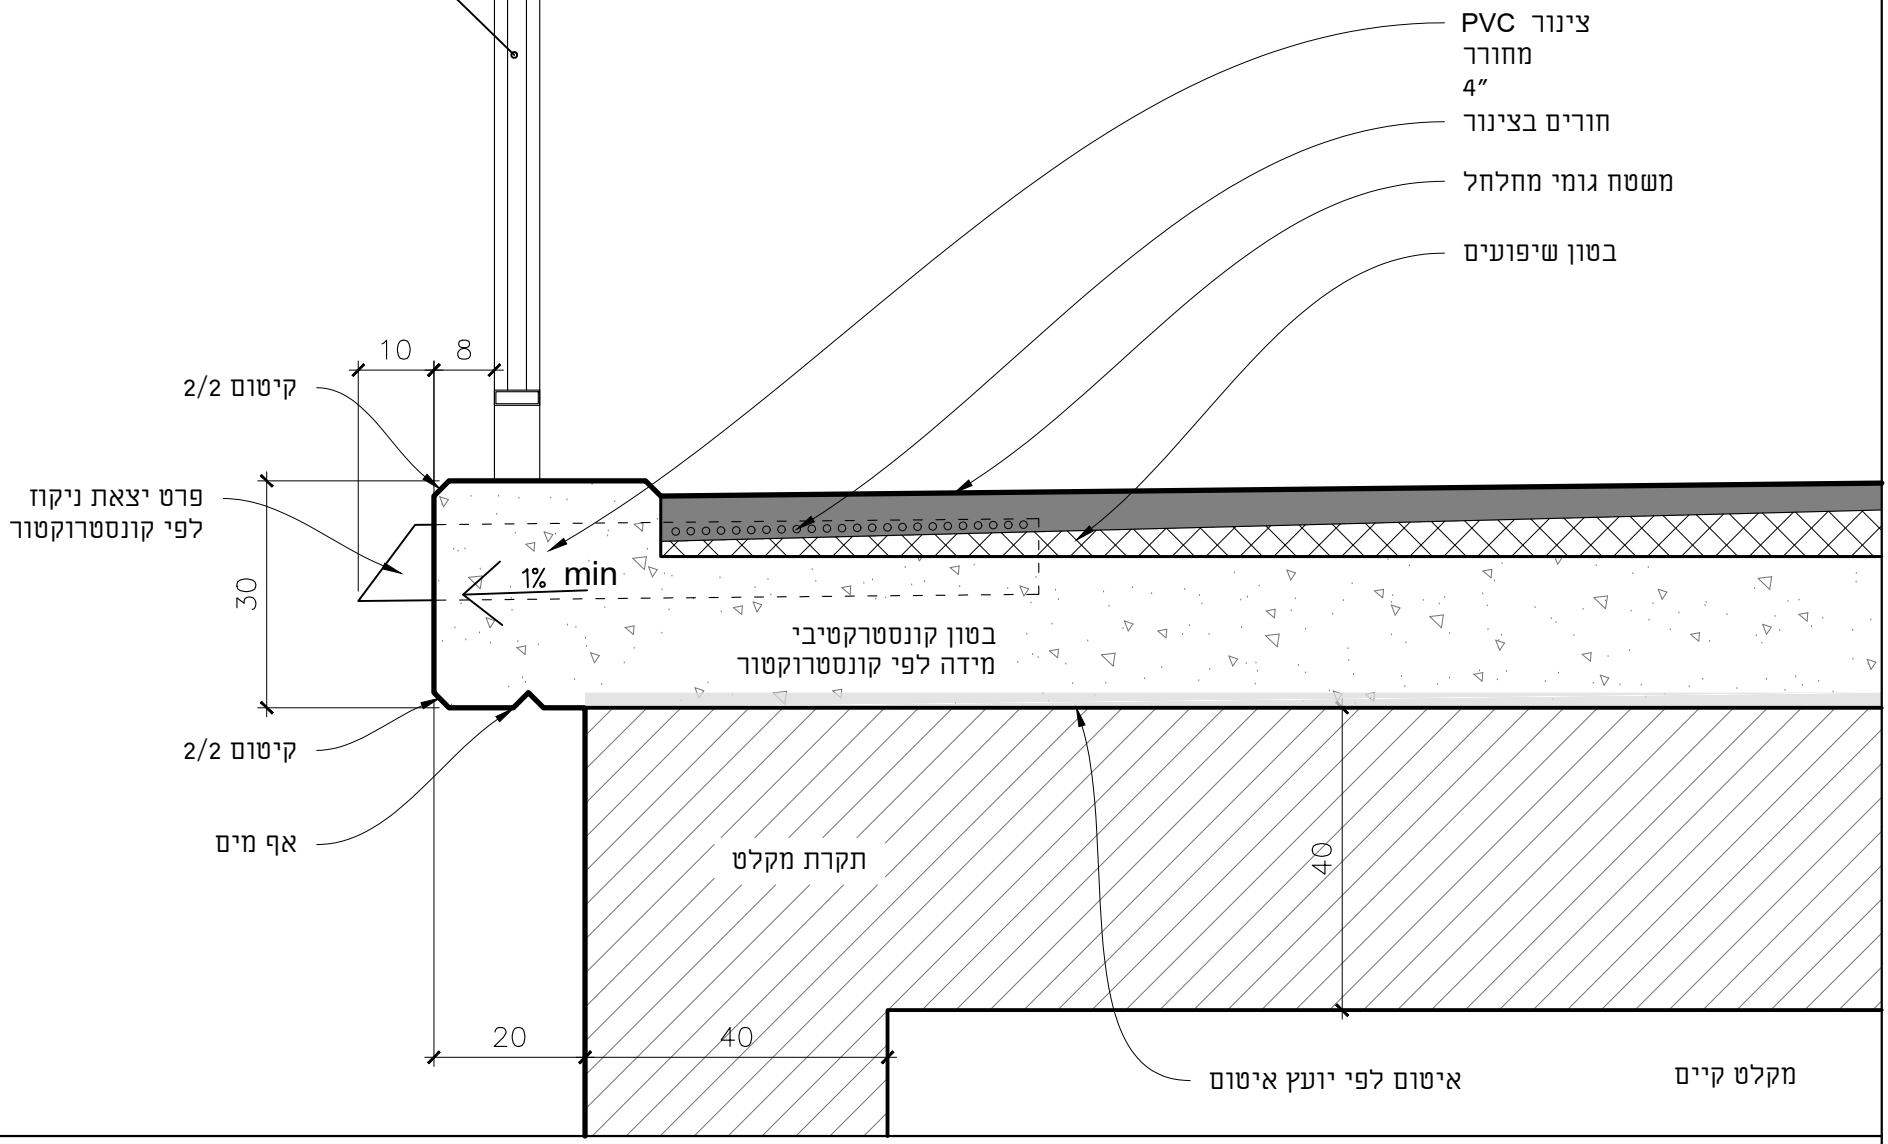 צינור PVC
מחורר
4"
חורים בצינור
משטח גומי מחלחל
בטון שיפועים
10
8
קיטום 2/2
פרט יצאת ניקוז
לפי קונסטרוקטור
30
1% min
בטון קונסטרקטיבי
מידה לפי קונסטרוקטור
קיטום 2/2
אף מים
תקרת מקלט
40
20
40
איטום לפי יועץ איטום
מקלט קיים